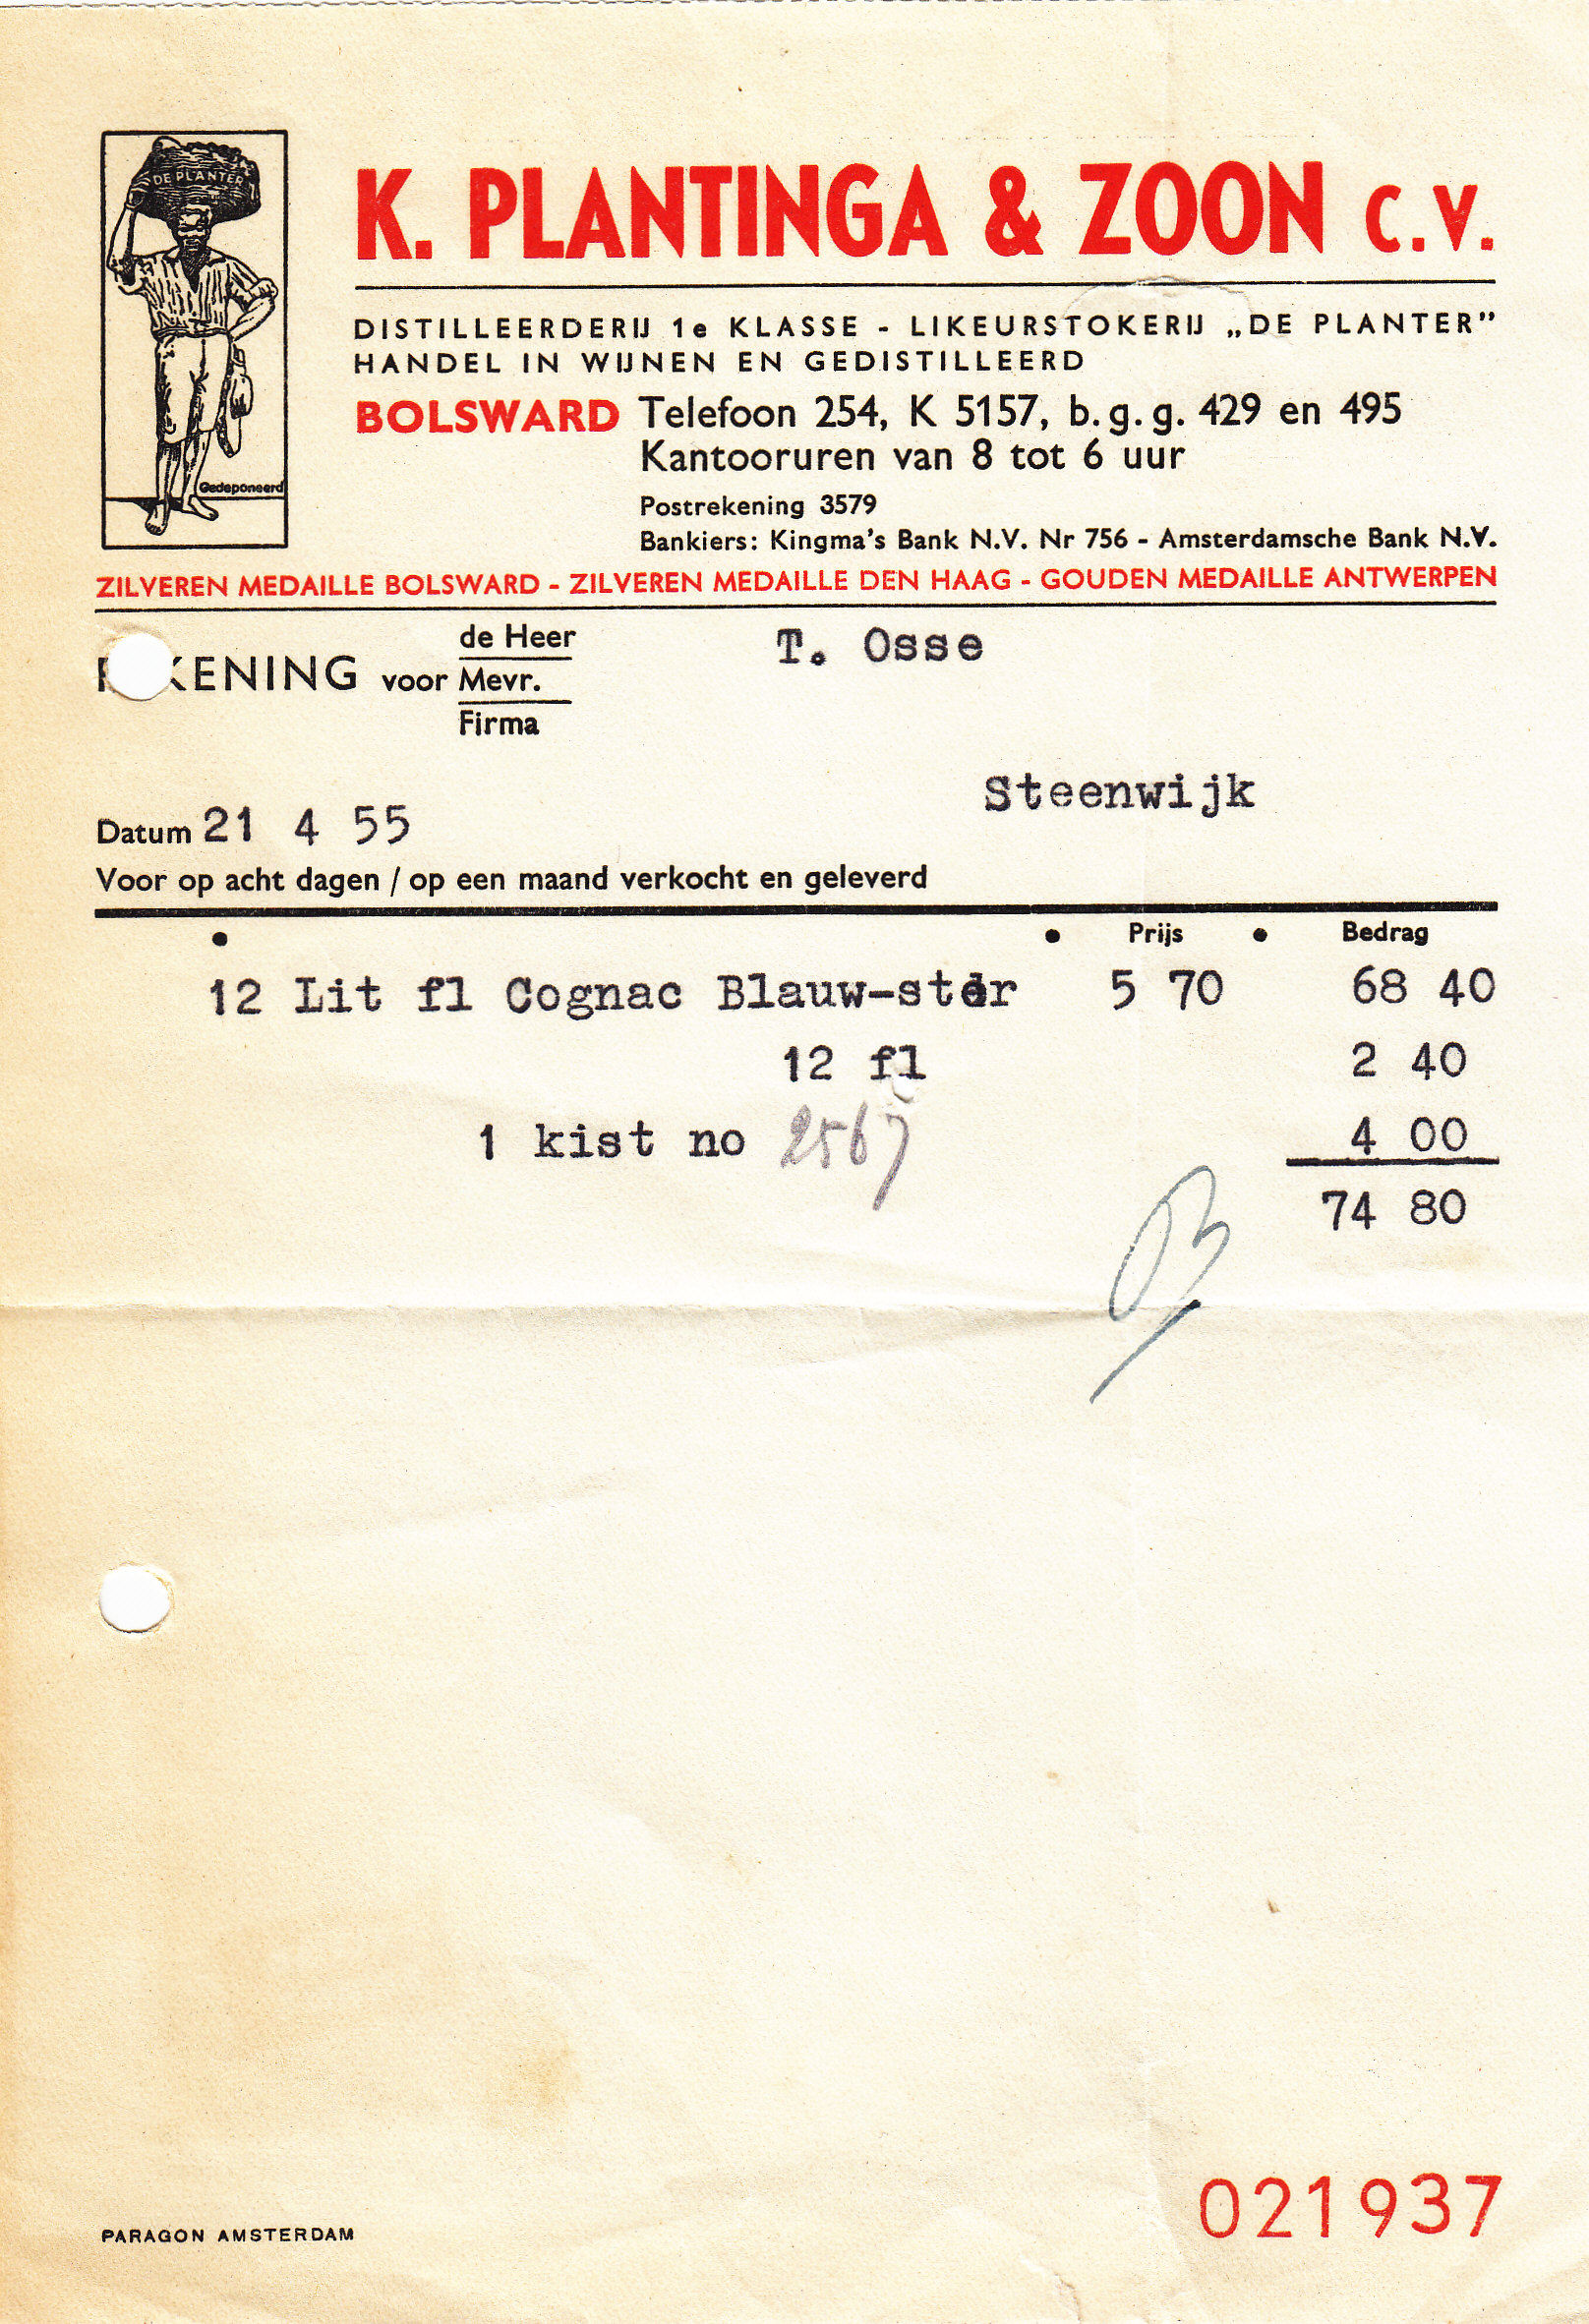 DE PLANTER
Gedeponeerd
K. PLANTINGA & ZOON C.V.
DISTILLEERDERIJ 1e KLASSE - LIKEURSTOKERIJ „DE PLANTER”
HANDEL IN WIJNEN EN GEDISTILLEERD
BOLSWARD Telefoon 254, K 5157, b.g.g. 429 en 495
Kantooruren van 8 tot 6 uur
Postrekening 3579
Bankiers: Kingma's Bank N.V. Nr 756 - Amsterdamsche Bank N.V.
ZILVEREN MEDAILLE BOLSWARD - ZILVEREN MEDAILLE DEN HAAG - GOUDEN MEDAILLE ANTWERPEN
REKENING voor de Heer
Mevr.
Firma
T. Osse
Steenwijk
Datum 21 4 55
Voor op acht dagen / op een maand verkocht en geleverd
Prijs Bedrag
12 Lit fl Cognac Blauw-ster 5 70 68 40
12 fl 2 40
1 kist no 2567 4 00
74 80
PARAGON AMSTERDAM
021937